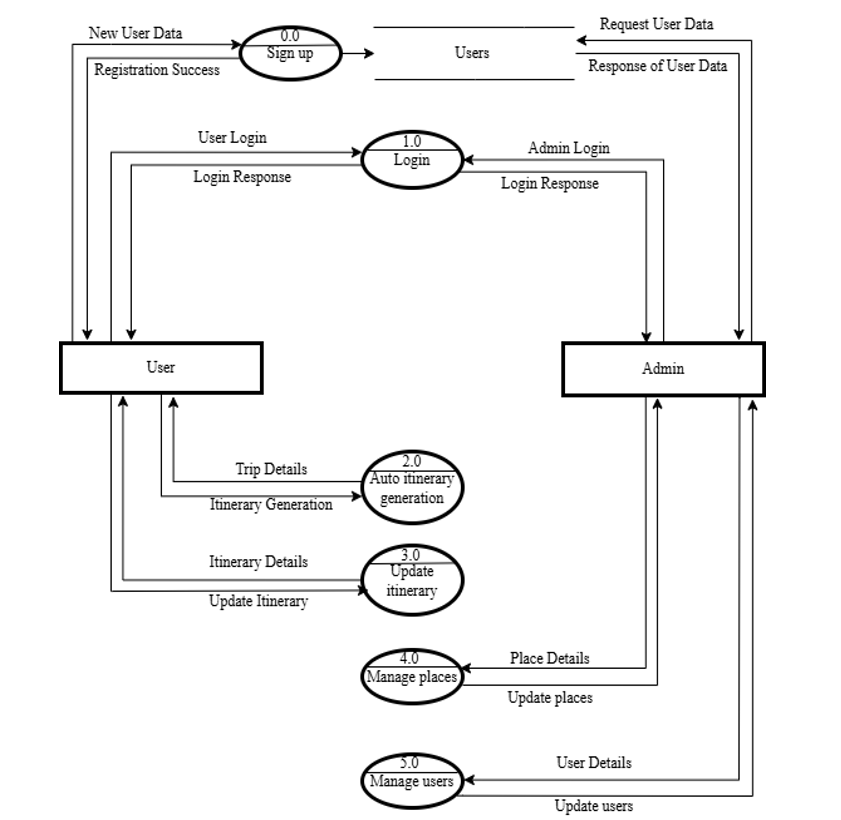 New User Data
0.0
Sign up
Registration Success
Users
Request User Data
Response of User Data
User Login
Login Response
1.0
Login
Admin Login
Login Response
User
Admin
Trip Details
Itinerary Generation
2.0
Auto itinerary
generation
Itinerary Details
Update Itinerary
3.0
Update
itinerary
4.0
Manage places
Place Details
Update places
5.0
Manage users
User Details
Update users